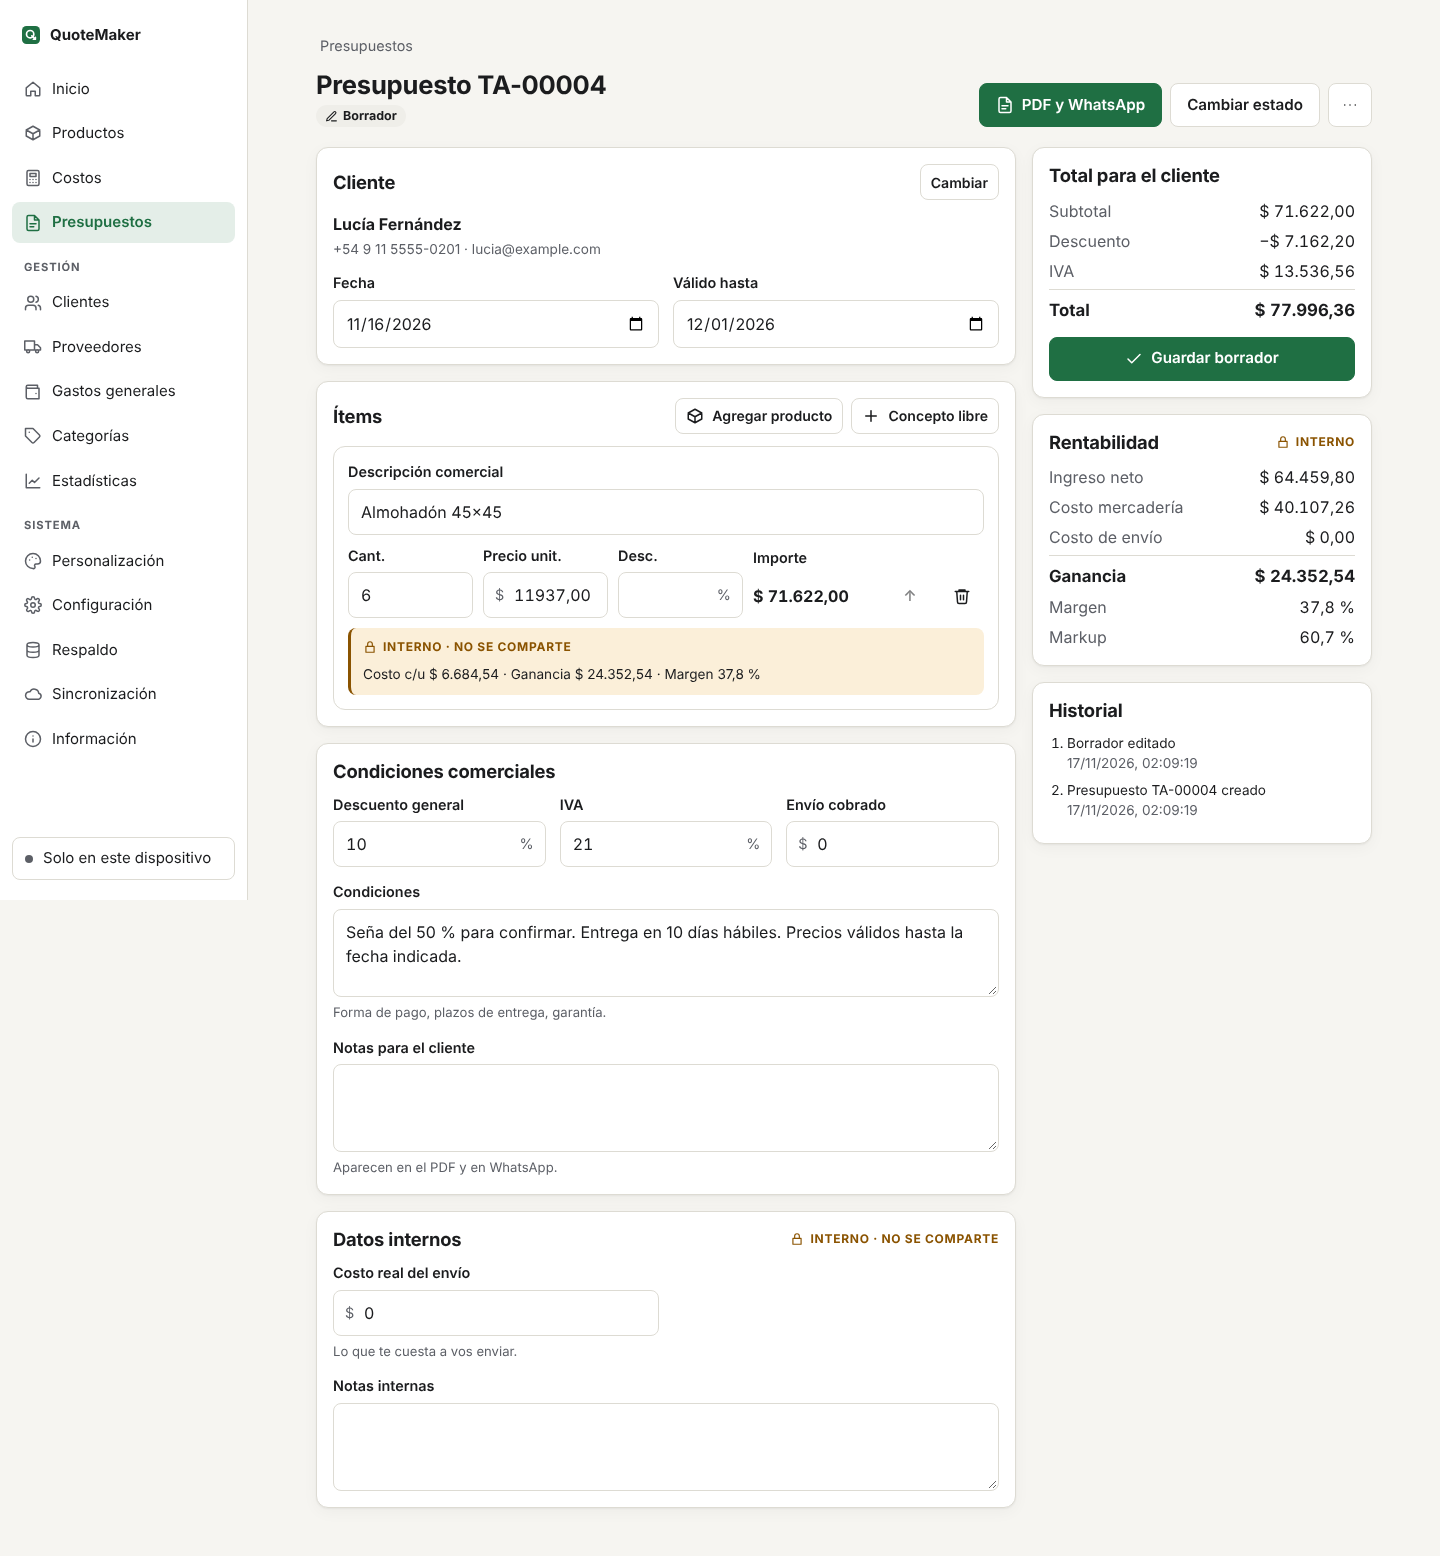 QuoteMaker
Inicio
Productos
Costos
Presupuestos
GESTIÓN
Clientes
Proveedores
Gastos generales
Categorías
Estadísticas
SISTEMA
Personalización
Configuración
Respaldo
Sincronización
Información
Solo en este dispositivo
Presupuestos
Presupuesto TA-00004
Borrador
PDF y WhatsApp
Cambiar estado
Cliente
Cambiar
Lucía Fernández
+54 9 11 5555-0201 · lucia@example.com
Fecha
Válido hasta
11/16/2026
12/01/2026
Ítems
Agregar producto
Concepto libre
Descripción comercial
Almohadón 45×45
Cant.
Precio unit.
Desc.
Importe
6
$ 11937,00
%
$ 71.622,00
INTERNO · NO SE COMPARTE
Costo c/u $ 6.684,54 · Ganancia $ 24.352,54 · Margen 37,8 %
Condiciones comerciales
Descuento general
IVA
Envío cobrado
10 %
21 %
$ 0
Condiciones
Seña del 50 % para confirmar. Entrega en 10 días hábiles. Precios válidos hasta la
fecha indicada.
Forma de pago, plazos de entrega, garantía.
Notas para el cliente
Aparecen en el PDF y en WhatsApp.
Datos internos
INTERNO · NO SE COMPARTE
Costo real del envío
$ 0
Lo que te cuesta a vos enviar.
Notas internas
Total para el cliente
Subtotal $ 71.622,00
Descuento −$ 7.162,20
IVA $ 13.536,56
Total $ 77.996,36
Guardar borrador
Rentabilidad
INTERNO
Ingreso neto $ 64.459,80
Costo mercadería $ 40.107,26
Costo de envío $ 0,00
Ganancia $ 24.352,54
Margen 37,8 %
Markup 60,7 %
Historial
1. Borrador editado
17/11/2026, 02:09:19
2. Presupuesto TA-00004 creado
17/11/2026, 02:09:19